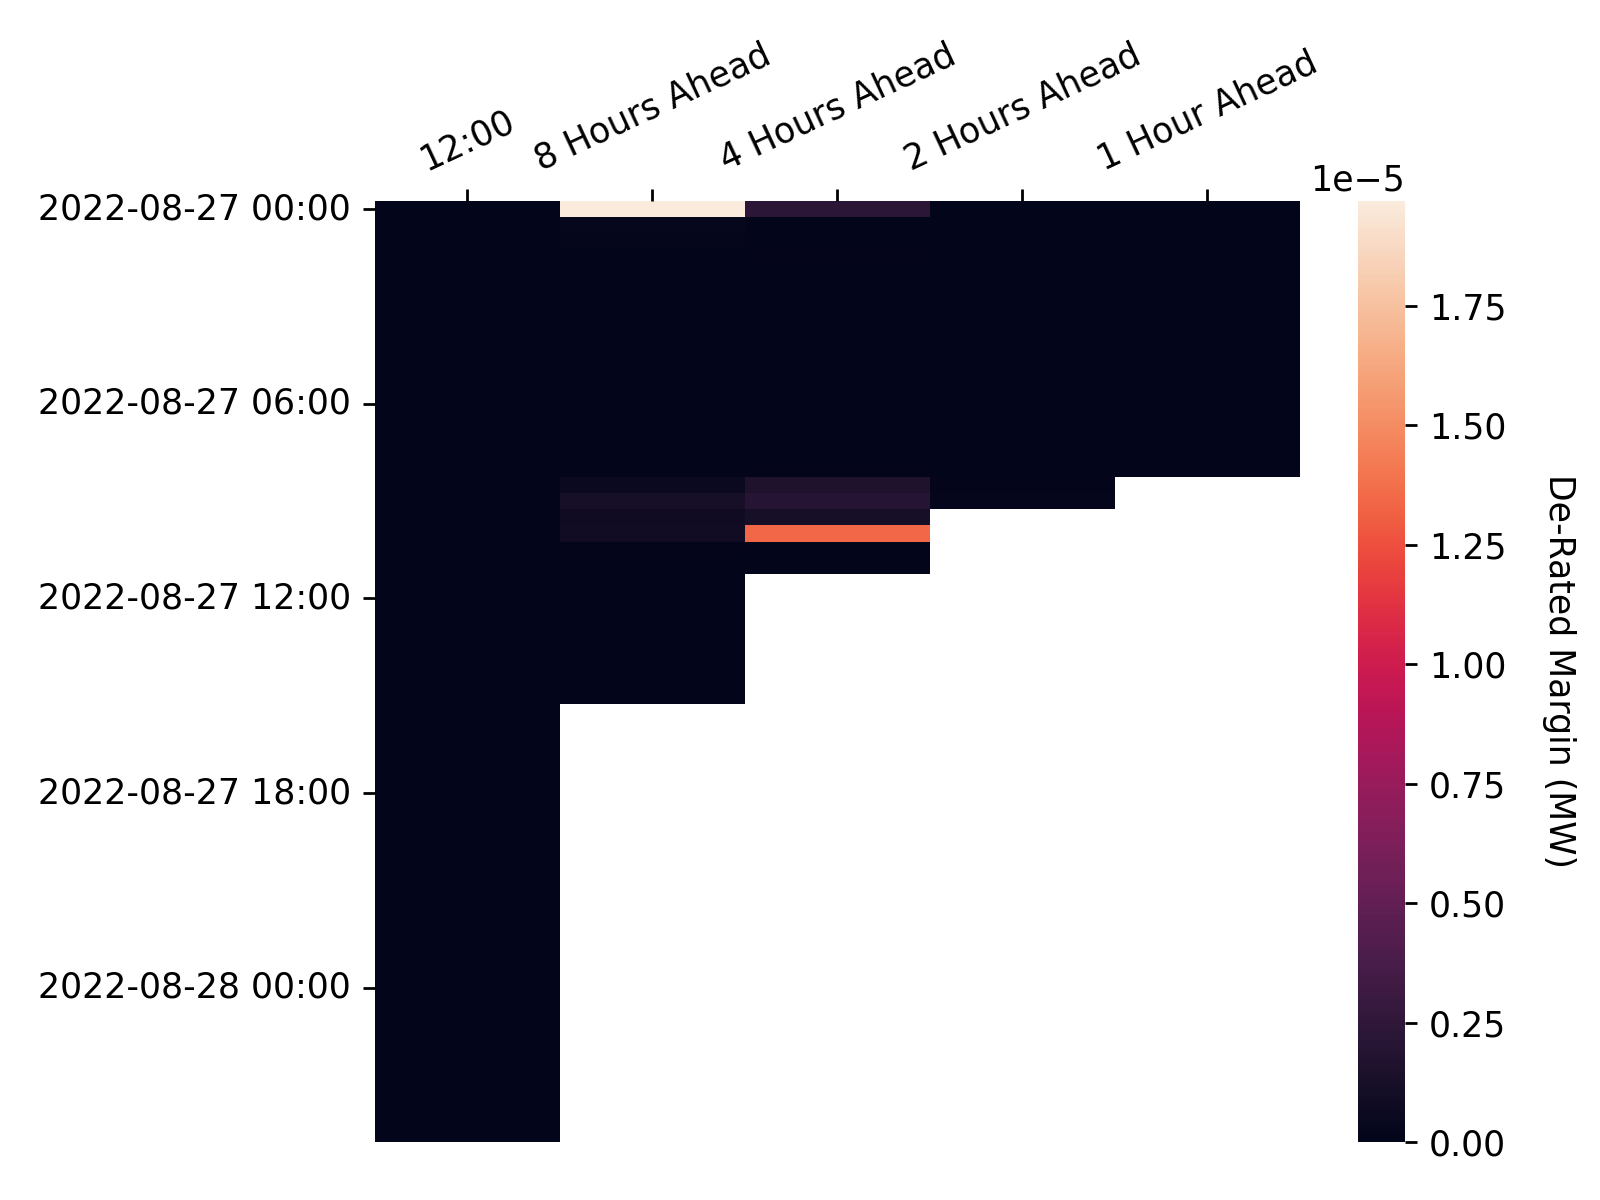 12:00
8 Hours Ahead
4 Hours Ahead
2 Hours Ahead
1 Hour Ahead
2022-08-27 00:00
2022-08-27 06:00
2022-08-27 12:00
2022-08-27 18:00
2022-08-28 00:00
1e−5
1.75
1.50
1.25
1.00
0.75
0.50
0.25
0.00
De-Rated Margin (MW)